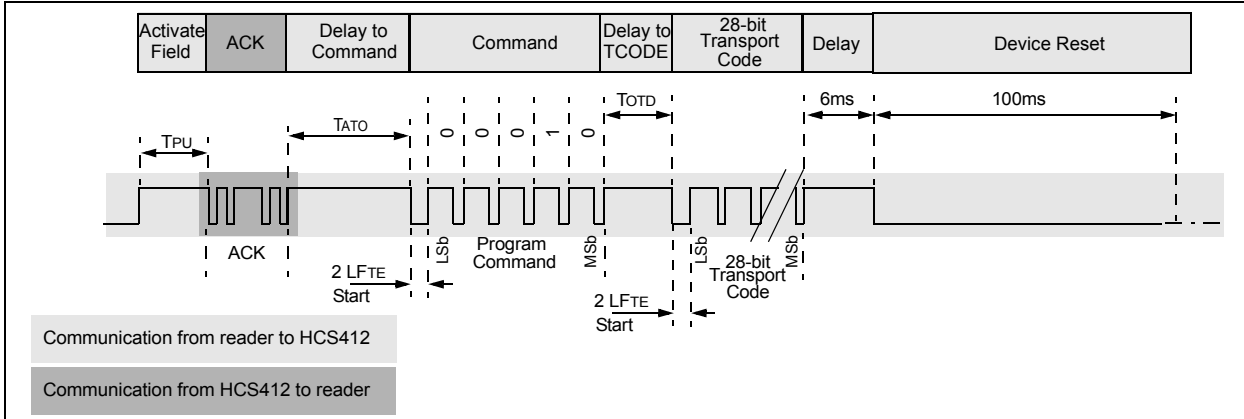 Activate
Field
ACK
Delay to
Command
Command
Delay to
TCODE
28-bit
Transport
Code
Delay
Device Reset
TPU
TATO
0 0 0 1 0
TOTD
6ms
100ms
ACK
2 LFTE
Start
LSb
Program
Command
MSb
2 LFTE
Start
LSb
28-bit
Transport
Code
MSb
Communication from reader to HCS412
Communication from HCS412 to reader